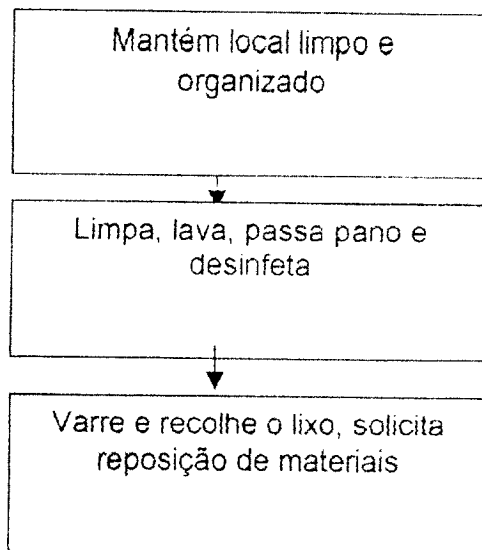 Mantém local limpo e
organizado
Limpa, lava, passa pano e
desinfeta
Varre e recolhe o lixo, solicita
reposição de materiais